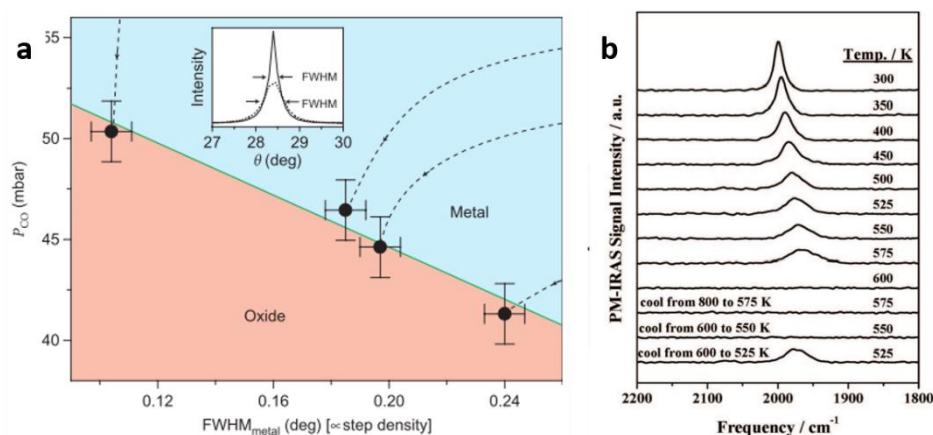 a
55
50
45
40
P_CO (mbar)
0.12
0.16
0.20
0.24
FWHM_metal (deg) [∝step density]
Metal
Oxide
Intensity
FWHM
FWHM
27
28
29
30
θ (deg)
b
PM-IRAS Signal Intensity / a.u.
Temp. / K
300
350
400
450
500
525
550
575
600
cool from 800 to 575 K 575
cool from 600 to 550 K 550
cool from 600 to 525 K 525
2200
2100
2000
1900
1800
Frequency / cm⁻¹